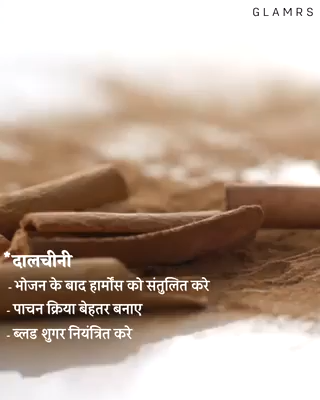 GLAMRS
*दालचीनी
- भोजन के बाद हार्मोंस को संतुलित करे
- पाचन क्रिया बेहतर बनाए
- ब्लड शुगर नियंत्रित करे